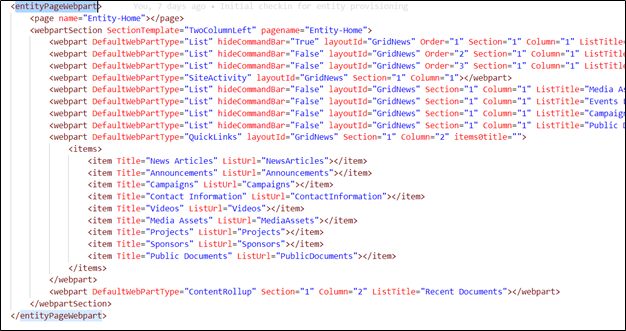 <entityPageWebpart> You, 7 days ago • Initial checkin for entity provisioning
<page name="Entity-Home"></page>
<webpartSection SectionTemplate="TwoColumnLeft" pagename="Entity-Home">
<webpart DefaultWebPartType="List" hideCommandBar="True" layoutId="GridNews" Order="1" Section="1" Column="1" ListTitle=
<webpart DefaultWebPartType="List" hideCommandBar="False" layoutId="GridNews" Order="2" Section="1" Column="1" ListTitle
<webpart DefaultWebPartType="List" hideCommandBar="False" layoutId="GridNews" Order="3" Section="1" Column="1" ListTitle
<webpart DefaultWebPartType="SiteActivity" layoutId="GridNews" Section="1" Column="1"></webpart>
<webpart DefaultWebPartType="List" hideCommandBar="False" layoutId="GridNews" Section="1" Column="1" ListTitle="Media As
<webpart DefaultWebPartType="List" hideCommandBar="False" layoutId="GridNews" Section="1" Column="1" ListTitle="Events L
<webpart DefaultWebPartType="List" hideCommandBar="False" layoutId="GridNews" Section="1" Column="1" ListTitle="Campaign
<webpart DefaultWebPartType="List" hideCommandBar="False" layoutId="GridNews" Section="1" Column="1" ListTitle="Public D
<webpart DefaultWebPartType="QuickLinks" layoutId="GridNews" Section="1" Column="2" items0title="">
<items>
<item Title="News Articles" ListUrl="NewsArticles"></item>
<item Title="Announcements" ListUrl="Announcements"></item>
<item Title="Campaigns" ListUrl="Campaigns"></item>
<item Title="Contact Information" ListUrl="ContactInformation"></item>
<item Title="Videos" ListUrl="Videos"></item>
<item Title="Media Assets" ListUrl="MediaAssets"></item>
<item Title="Projects" ListUrl="Projects"></item>
<item Title="Sponsors" ListUrl="Sponsors"></item>
<item Title="Public Documents" ListUrl="PublicDocuments"></item>
</items>
</webpart>
<webpart DefaultWebPartType="ContentRollup" Section="1" Column="2" ListTitle="Recent Documents"></webpart>
</webpartSection>
</entityPageWebpart>